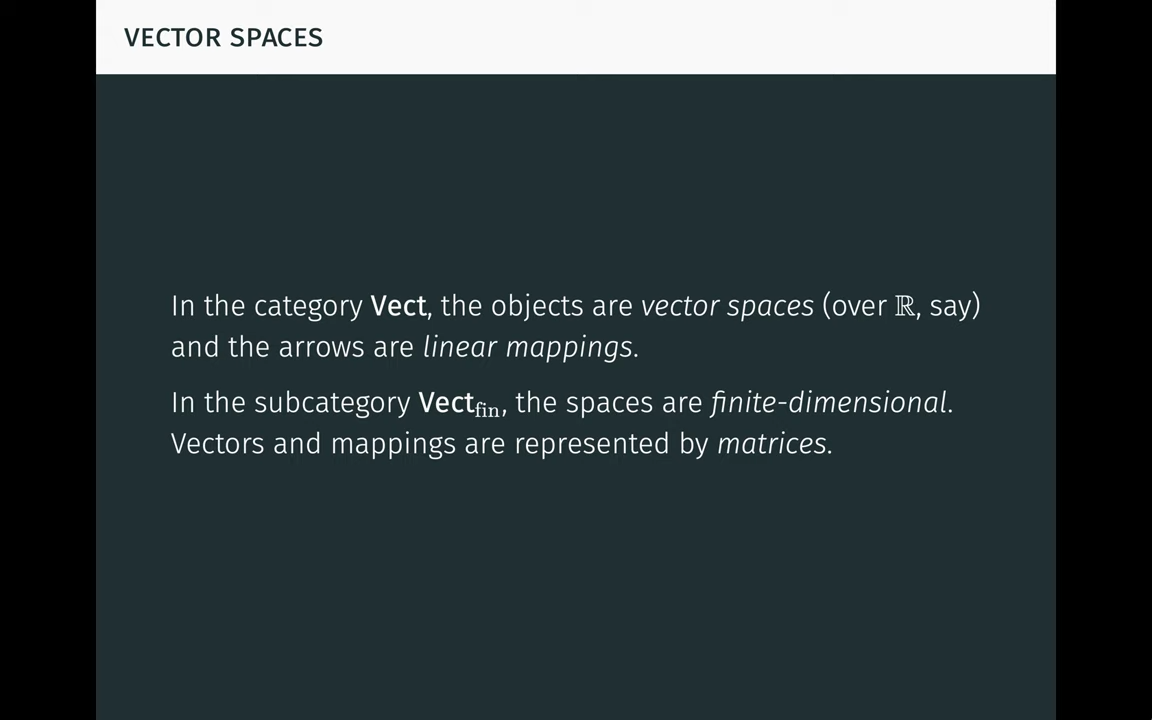 VECTOR SPACES
In the category Vect, the objects are vector spaces (over ℝ, say)
and the arrows are linear mappings.
In the subcategory Vect_fin, the spaces are finite-dimensional.
Vectors and mappings are represented by matrices.